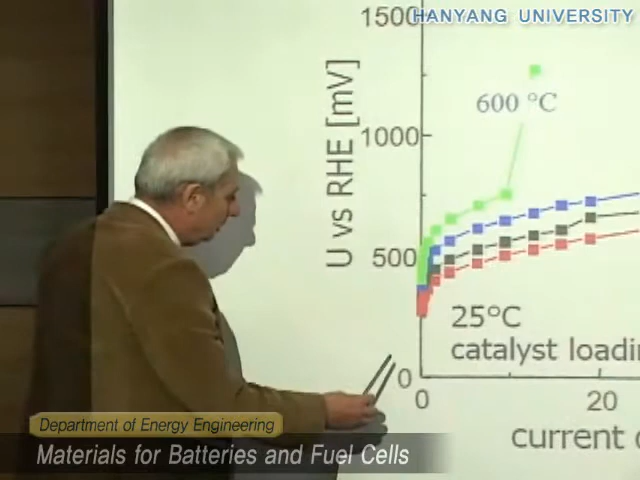 HANYANG UNIVERSITY
1500
600 °C
1000
U vs RHE [mV]
500
25°C
catalyst
0
0
20
current
Department of Energy Engineering
Materials for Batteries and Fuel Cells